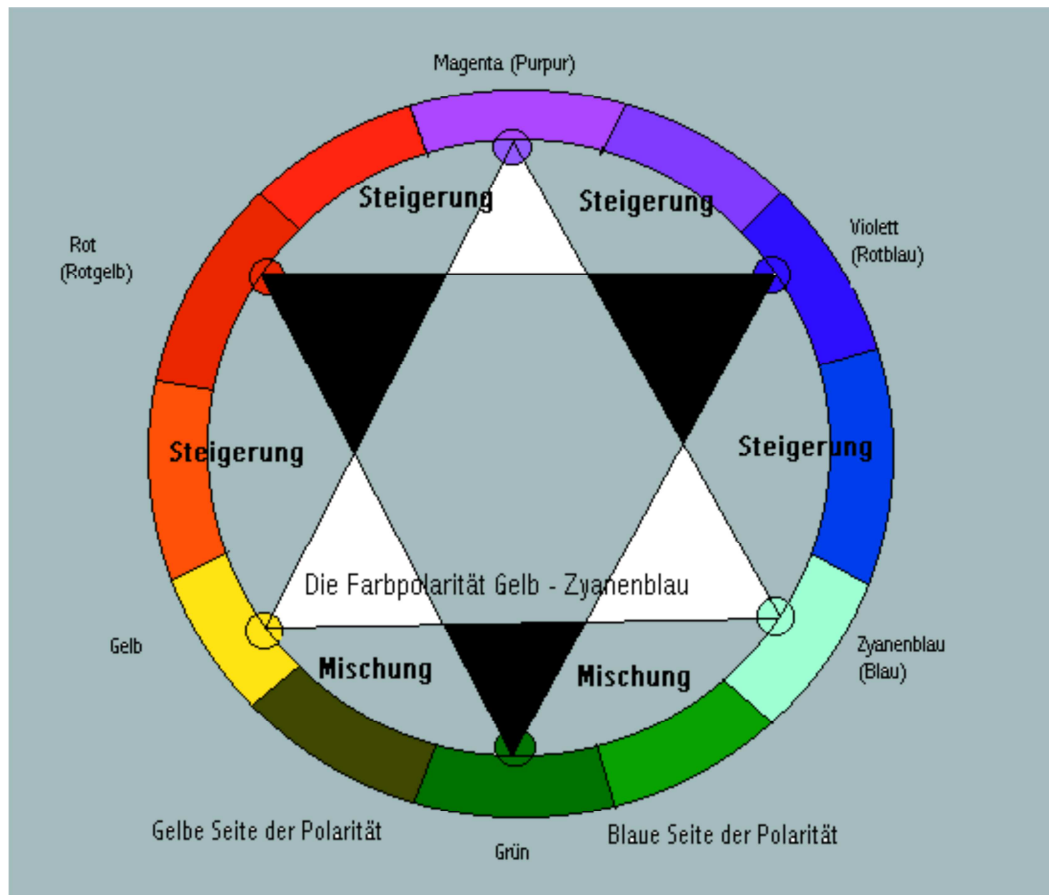 Magenta (Purpur)
Steigerung
Steigerung
Rot
(Rotgelb)
Violett
(Rotblau)
Steigerung
Steigerung
Die Farbpolarität Gelb - Zyanenblau
Gelb
Zyanenblau
(Blau)
Mischung
Mischung
Gelbe Seite der Polarität
Blaue Seite der Polarität
Grün